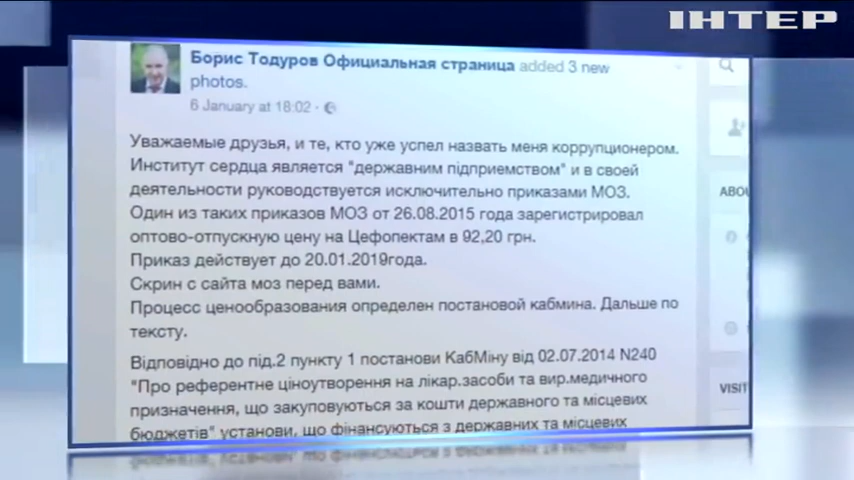 ІНТЕР
Борис Тодуров Официальная страница added 3 new
photos.
6 January at 18:02 ·
Уважаемые друзья, и те, кто уже успел назвать меня коррупционером.
Институт сердца является "державним підприемством" и в своей
деятельности руководствуется исключительно приказами МОЗ.
Один из таких приказов МОЗ от 26.08.2015 года зарегистрировал
оптово-отпускную цену на Цефопектам в 92,20 грн.
Приказ действует до 20.01.2019года.
Скрин с сайта моз перед вами.
Процесс ценообразования определен постановой кабмина. Дальше по
тексту.
Відповідно до під.2 пункту 1 постанови КабМіну від 02.07.2014 N240
"Про референтне ціноутворення на лікар.засоби та вир.медичного
призначення, що закуповуються за кошти державного та місцевих
бюджетів" установи, що фінансуються з державних та місцевих
ABOU
VISIT